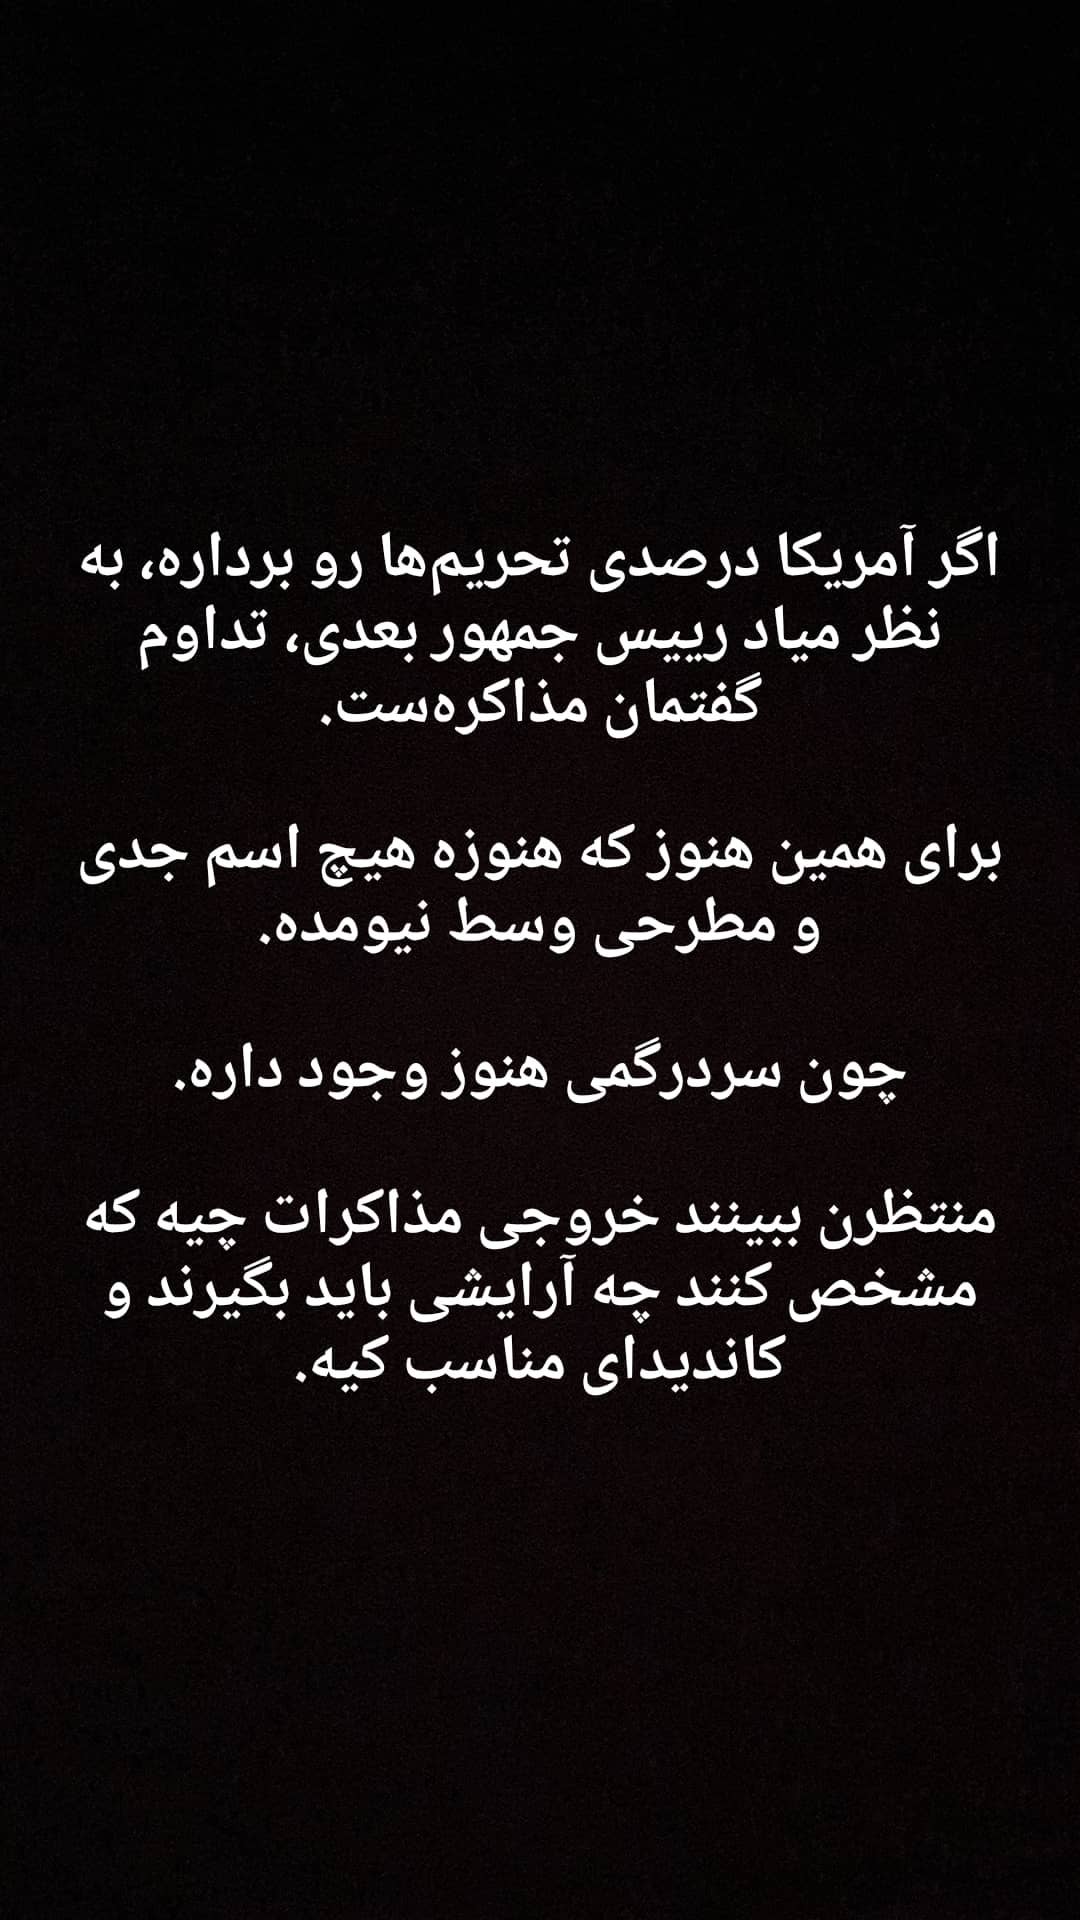 اگر آمریکا درصدی تحریم‌ها رو برداره، به
نظر میاد رییس جمهور بعدی، تداوم
گفتمان مذاکره‌ست.
برای همین هنوز که هنوزه هیچ اسم جدی
و مطرحی وسط نیومده.
چون سردرگمی هنوز وجود داره.
منتظرن ببینند خروجی مذاکرات چیه که
مشخص کنند چه آرایشی باید بگیرند و
کاندیدای مناسب کیه.